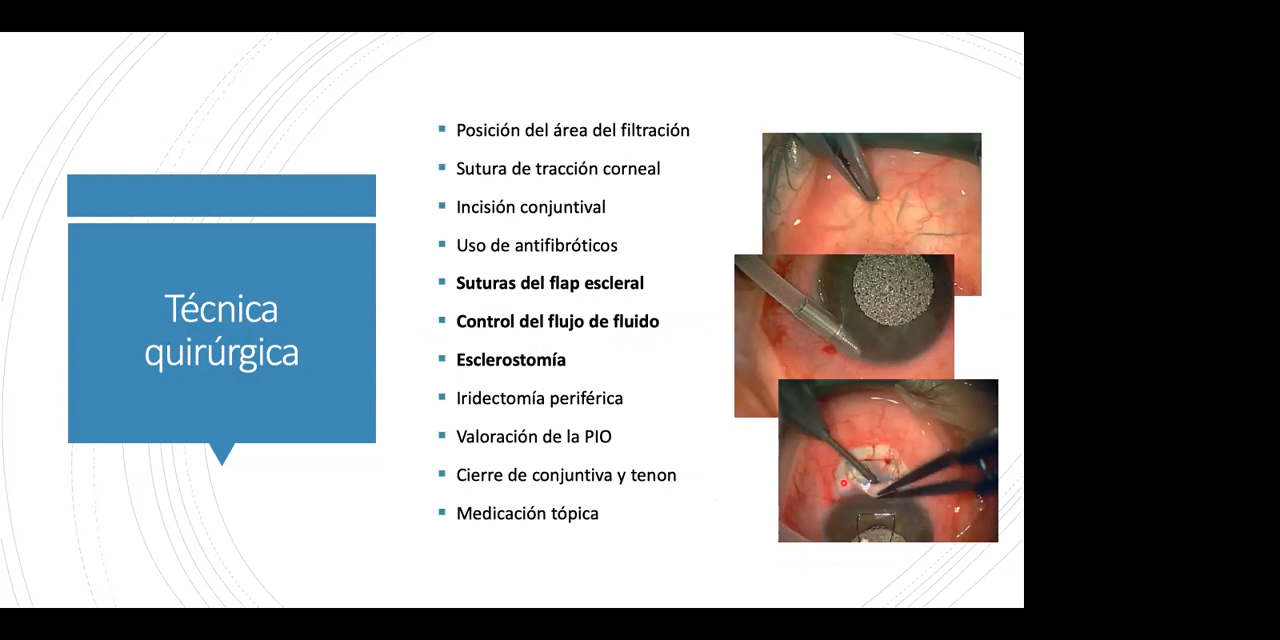 Técnica
quirúrgica
Posición del área del filtración
Sutura de tracción corneal
Incisión conjuntival
Uso de antifibróticos
Suturas del flap escleral
Control del flujo de fluido
Esclerostomía
Iridectomía periférica
Valoración de la PIO
Cierre de conjuntiva y tenon
Medicación tópica